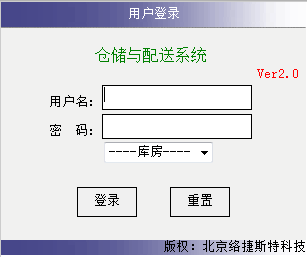 用户登录
仓储与配送系统
Ver2.0
用户名：
密　码：
----库房----
登录 重置
版权：北京络捷斯特科技